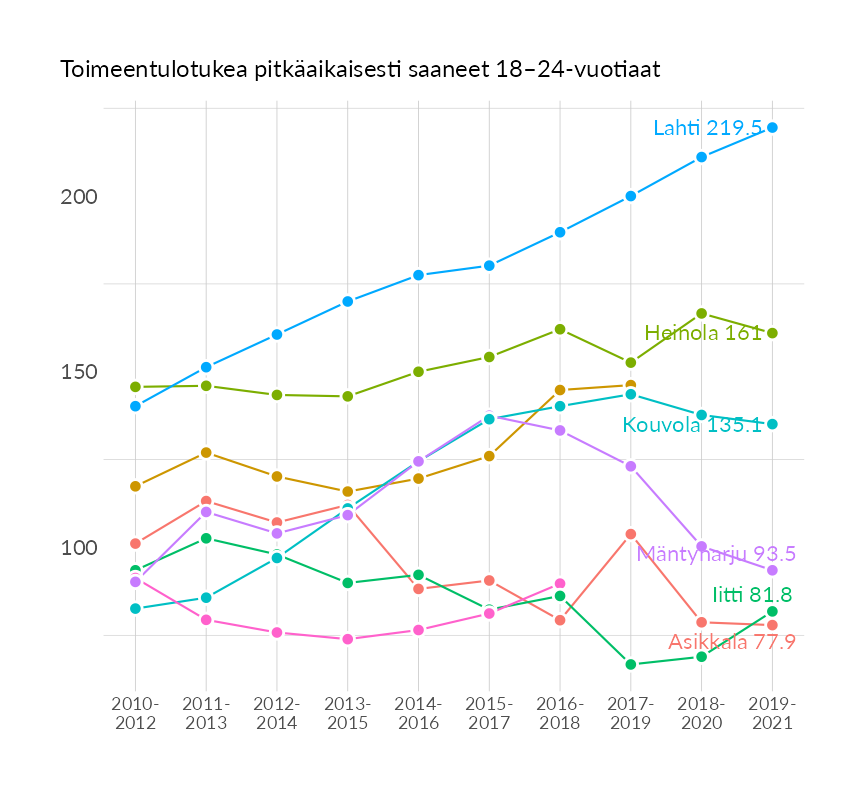 Toimeentulotukea pitkäaikaisesti saaneet 18–24-vuotiaat
Lahti 219.5
200
Heinola 161
150
Kouvola 135.1
100
Mäntyharju 93.5
Iitti 81.8
Asikkala 77.9
2010- 2011- 2012- 2013- 2014- 2015- 2016- 2017- 2018- 2019-
2012 2013 2014 2015 2016 2017 2018 2019 2020 2021